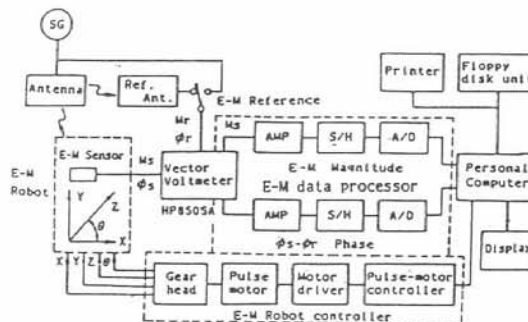 SG
Antenna
Ref.
Ant.
E-M Reference
Mr
φr
Printer
Floppy
disk unit
E-M Sensor
E-M
Robot
Ms
φs
Vector
Voltmeter
HP8505A
Ms
AMP
S/H
A/D
E-M Magnitude
E-M data processor
AMP
S/H
A/D
φs-φr Phase
Personal
Computer
Display
Y
Z
θ
X
X Y Z θ
Gear
head
Pulse
motor
Motor
driver
Pulse-motor
controller
E-M Robot controller